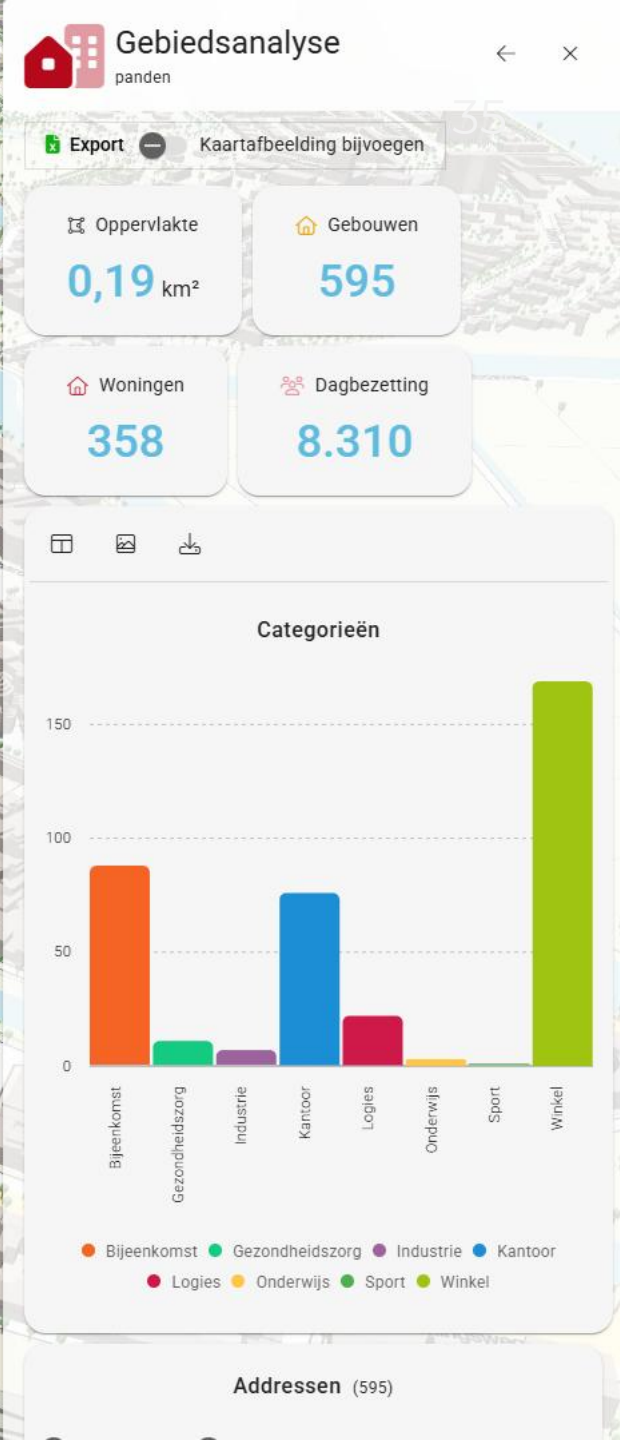 Gebiedsanalyse
panden
35
Export Kaartafbeelding bijvoegen
Oppervlakte
0,19 km²
Gebouwen
595
Woningen
358
Dagbezetting
8.310
Categorieën
150
100
50
0
Bijeenkomst
Gezondheidszorg
Industrie
Kantoor
Logies
Onderwijs
Sport
Winkel
Bijeenkomst Gezondheidszorg Industrie Kantoor
Logies Onderwijs Sport Winkel
Addressen (595)